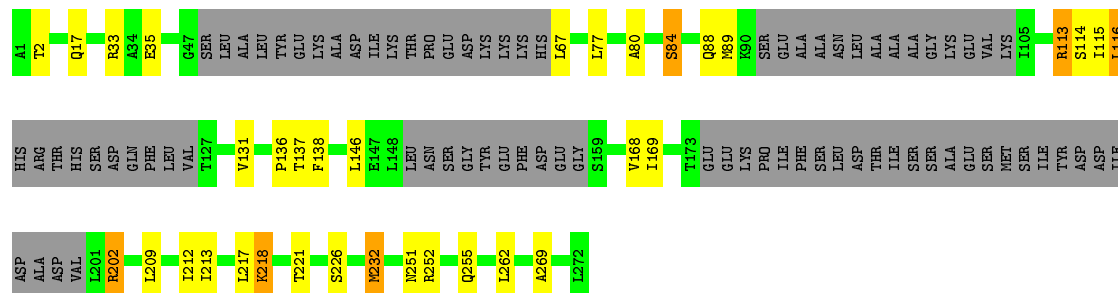 A1 T2 Q17 R33 A34 E35 G47 SER LEU ALA LEU TYR GLU LYS ALA ASP ILE LYS THR PRO GLU ASP LYS LYS LYS HIS L67 L77 A80 S84 Q88 M89 K90 SER GLU ALA ALA ASN LEU ALA ALA ALA GLY LYS GLU VAL LYS I105 R113 S114 I115 L116
HIS ARG THR HIS SER ASP GLN PHE LEU VAL T127 V131 P136 T137 F138 L146 E147 L148 LEU ASN SER GLY TYR GLU PHE ASP GLU GLY S159 V168 I169 T173 GLU GLU LYS PRO ILE PHE SER LEU ASP THR ILE SER SER ALA GLU SER MET SER ILE TYR ASP ASP ILE
ASP ALA ASP VAL L201 R202 L209 I212 I213 L217 K218 T221 S226 M232 N251 R252 Q255 L262 A269 L272